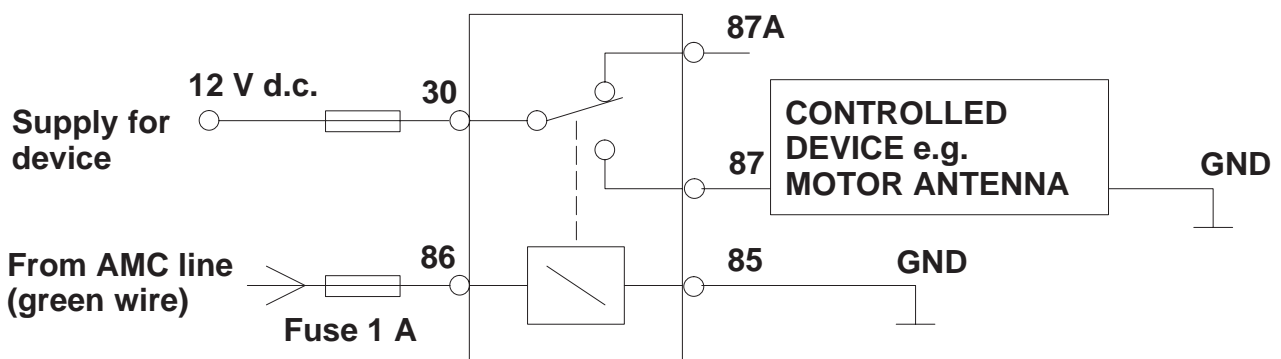 87A
12 V d.c.
30
Supply for
device
CONTROLLED
DEVICE e.g.
MOTOR ANTENNA
87
GND
From AMC line
(green wire)
86
85
GND
Fuse 1 A